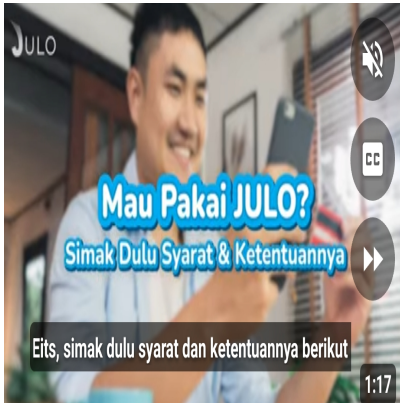 JULO
CC
Mau Pakai JULO?
Simak Dulu Syarat & Ketentuannya
Eits, simak dulu syarat dan ketentuannya berikut
1:17